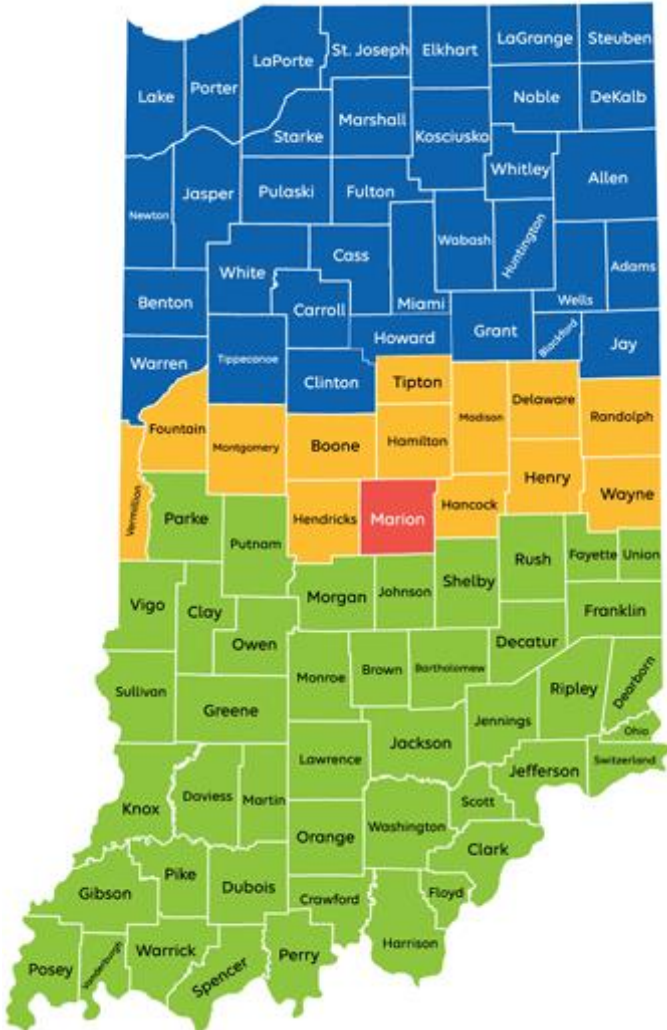 LaGrange
Steuben
St. Joseph
Elkhart
LaPorte
Porter
Lake
Noble
DeKalb
Marshall
Starke
Kosciusko
Whitley
Allen
Jasper
Pulaski
Fulton
Newton
Wabash
Huntington
Cass
White
Adams
Benton
Carroll
Miami
Wells
Howard
Grant
Blackford
Jay
Warren
Tippecanoe
Clinton
Tipton
Fountain
Madison
Delaware
Randolph
Montgomery
Boone
Hamilton
Henry
Wayne
Vermillion
Parke
Hendricks
Marion
Hancock
Putnam
Rush
Fayette
Union
Shelby
Morgan
Johnson
Vigo
Clay
Franklin
Owen
Decatur
Monroe
Brown
Bartholomew
Sullivan
Greene
Ripley
Dearborn
Jennings
Ohio
Jackson
Lawrence
Jefferson
Switzerland
Knox
Daviess
Martin
Scott
Orange
Washington
Clark
Pike
Gibson
Dubois
Crawford
Floyd
Harrison
Posey
Vanderburgh
Warrick
Spencer
Perry